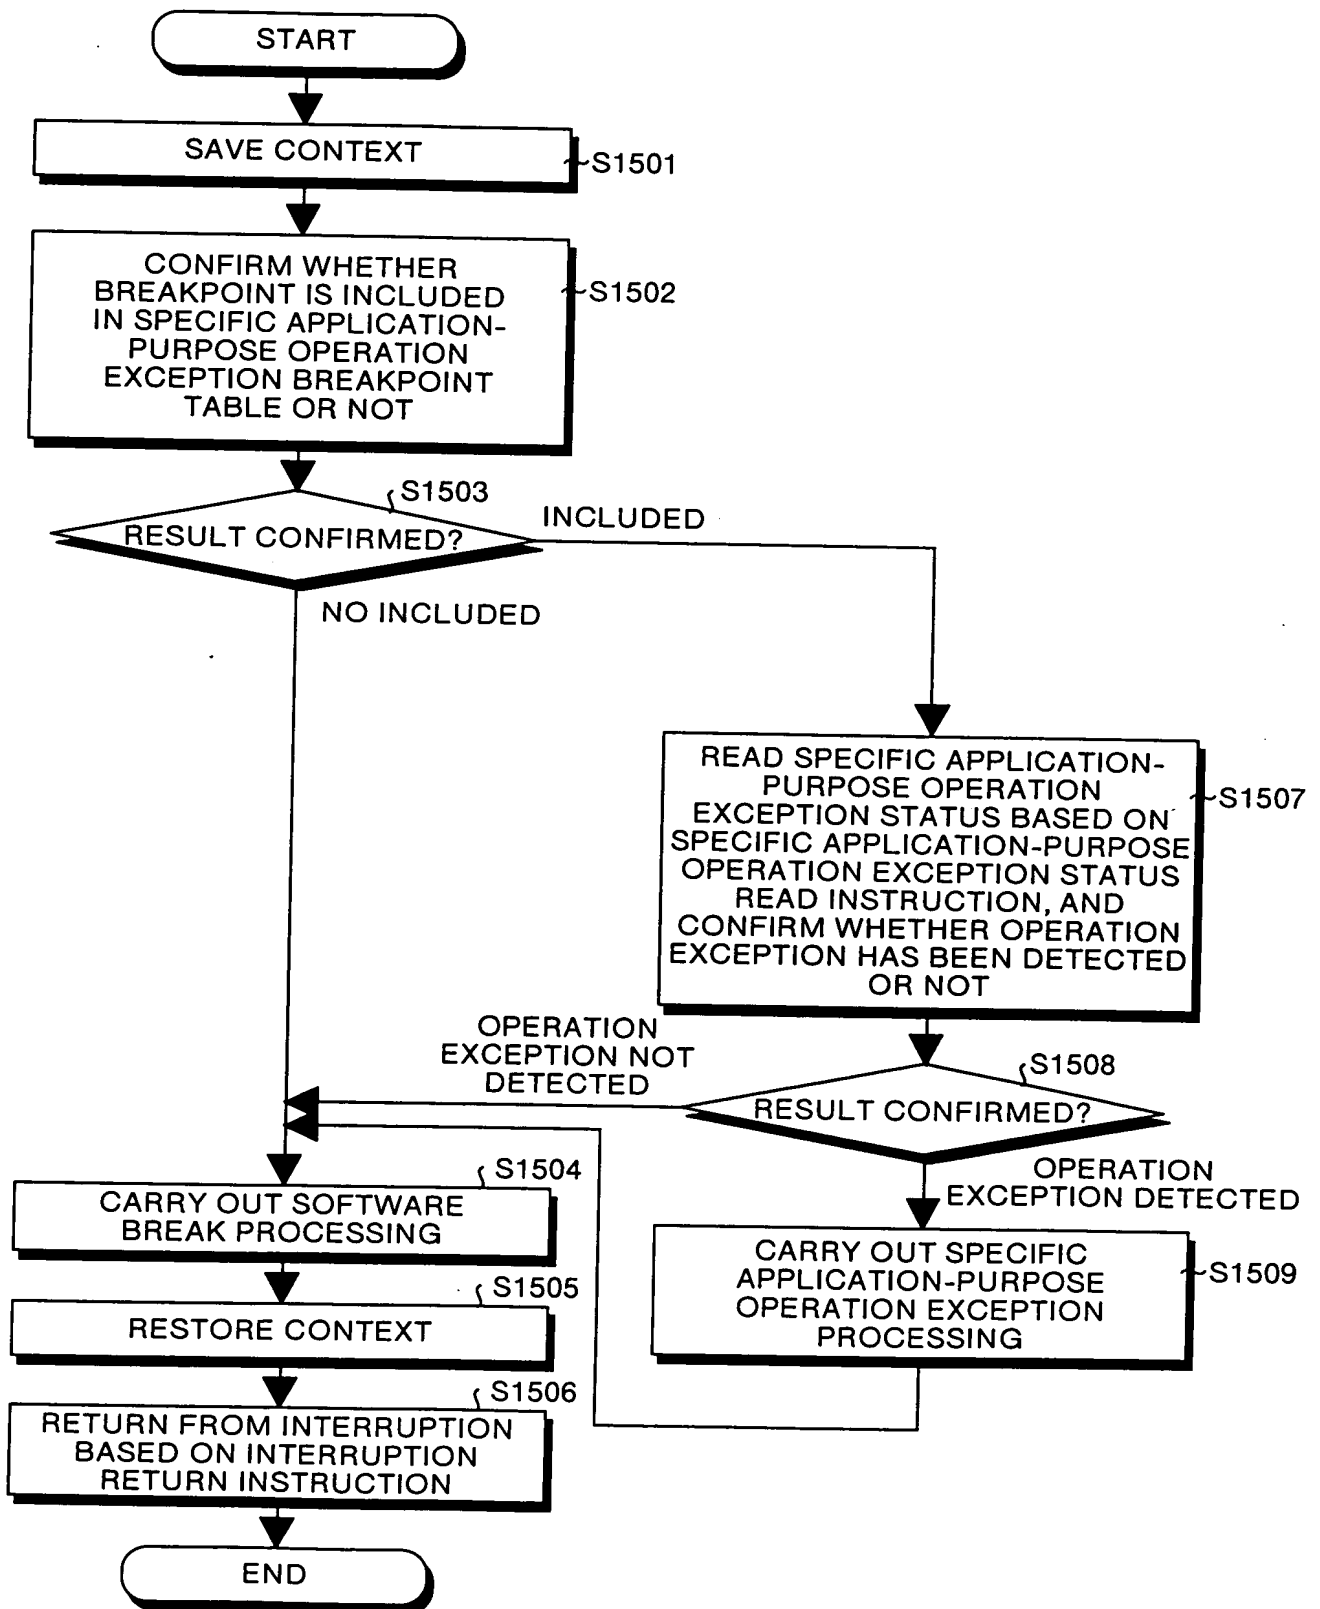 START
SAVE CONTEXT
S1501
CONFIRM WHETHER
BREAKPOINT IS INCLUDED
IN SPECIFIC APPLICATION-
PURPOSE OPERATION
EXCEPTION BREAKPOINT
TABLE OR NOT
S1502
S1503
RESULT CONFIRMED?
INCLUDED
NO INCLUDED
READ SPECIFIC APPLICATION-
PURPOSE OPERATION
EXCEPTION STATUS BASED ON
SPECIFIC APPLICATION-PURPOSE
OPERATION EXCEPTION STATUS
READ INSTRUCTION, AND
CONFIRM WHETHER OPERATION
EXCEPTION HAS BEEN DETECTED
OR NOT
S1507
OPERATION
EXCEPTION NOT
DETECTED
S1508
RESULT CONFIRMED?
OPERATION
EXCEPTION DETECTED
S1504
CARRY OUT SOFTWARE
BREAK PROCESSING
CARRY OUT SPECIFIC
APPLICATION-PURPOSE
OPERATION EXCEPTION
PROCESSING
S1509
S1505
RESTORE CONTEXT
S1506
RETURN FROM INTERRUPTION
BASED ON INTERRUPTION
RETURN INSTRUCTION
END